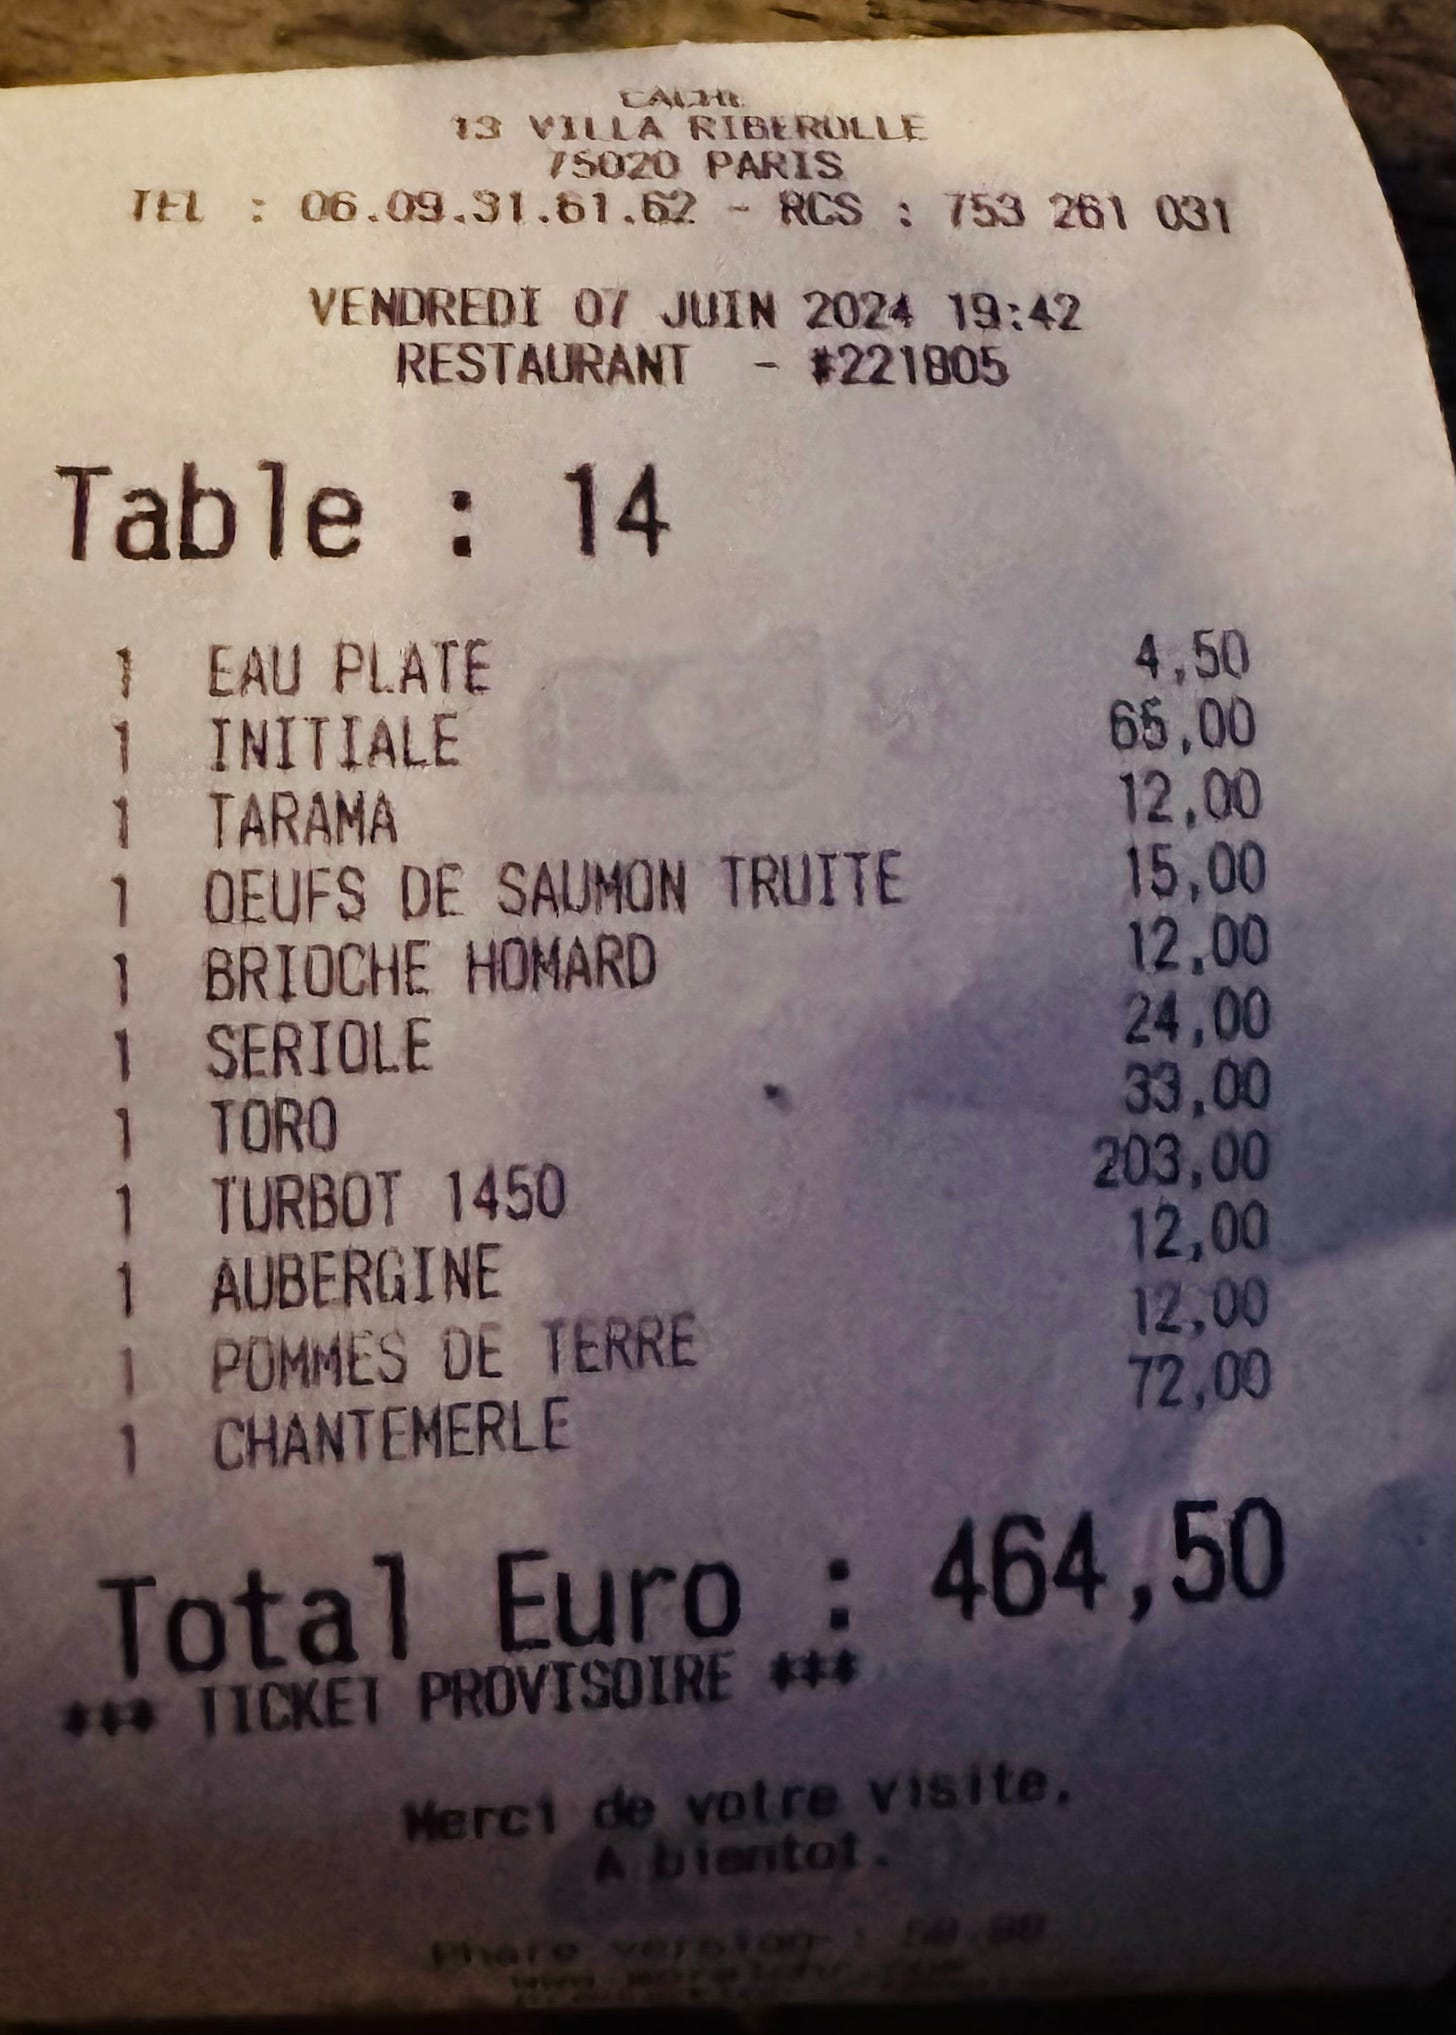 CACHE
13 VILLA RIBEROLLE
75020 PARIS
TEL : 06.09.31.61.62 - RCS : 753 261 031
VENDREDI 07 JUIN 2024 19:42
RESTAURANT - #221805
Table : 14
1 EAU PLATE 4,50
1 INITIALE 65,00
1 TARAMA 12,00
1 OEUFS DE SAUMON TRUITE 15,00
1 BRIOCHE HOMARD 12,00
1 SERIOLE 24,00
1 TORO 33,00
1 TURBOT 1450 203,00
1 AUBERGINE 12,00
1 POMMES DE TERRE 12,00
1 CHANTEMERLE 72,00
Total Euro : 464,50
*** TICKET PROVISOIRE ***
Merci de votre visite.
A bientot.
Phare version :